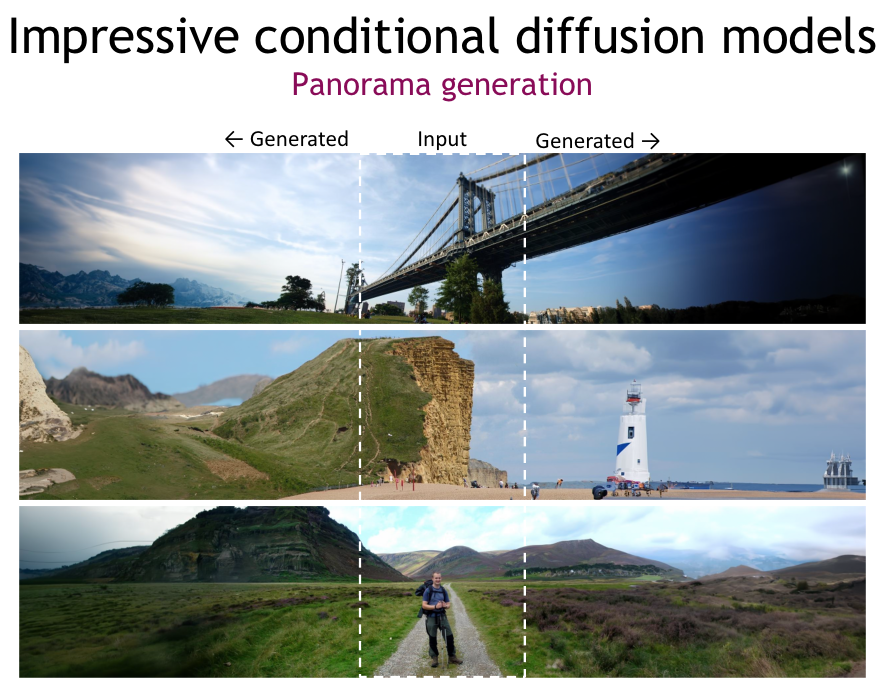 Impressive conditional diffusion models
Panorama generation
← Generated
Input
Generated →